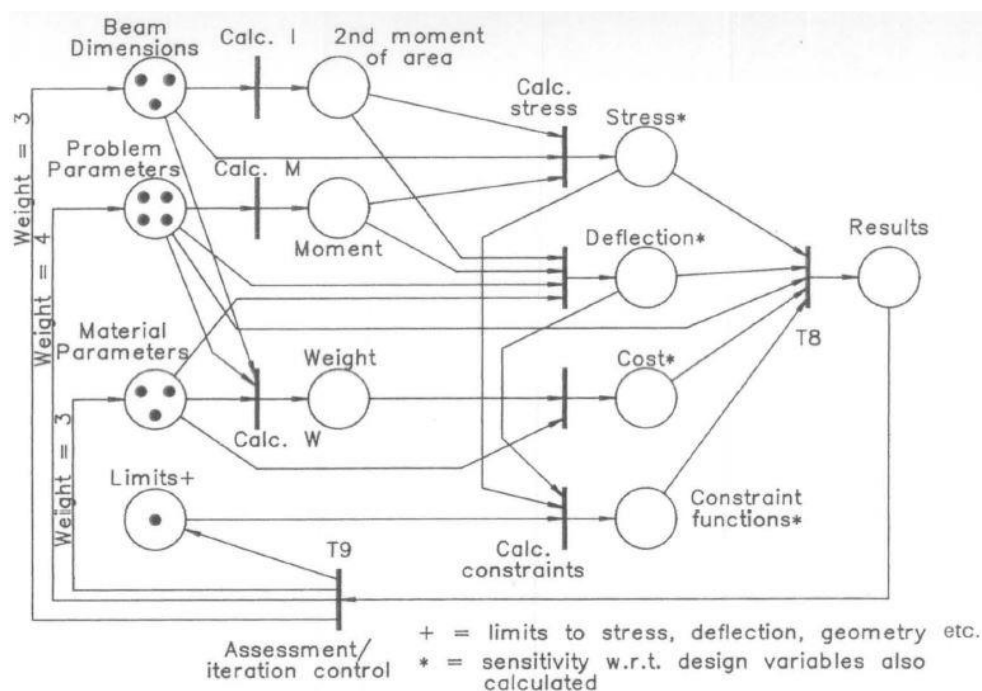 Beam
Dimensions
Calc. I
2nd moment
of area
Calc.
stress
Stress*
Problem
Parameters
Calc. M
Moment
Deflection*
Results
Material
Parameters
Weight
Cost*
T8
Calc. W
Limits+
Constraint
functions*
Calc.
constraints
T9
Assessment/
iteration control
Weight = 3
Weight = 4
Weight = 3
+ = limits to stress, deflection, geometry etc.
* = sensitivity w.r.t. design variables also
calculated